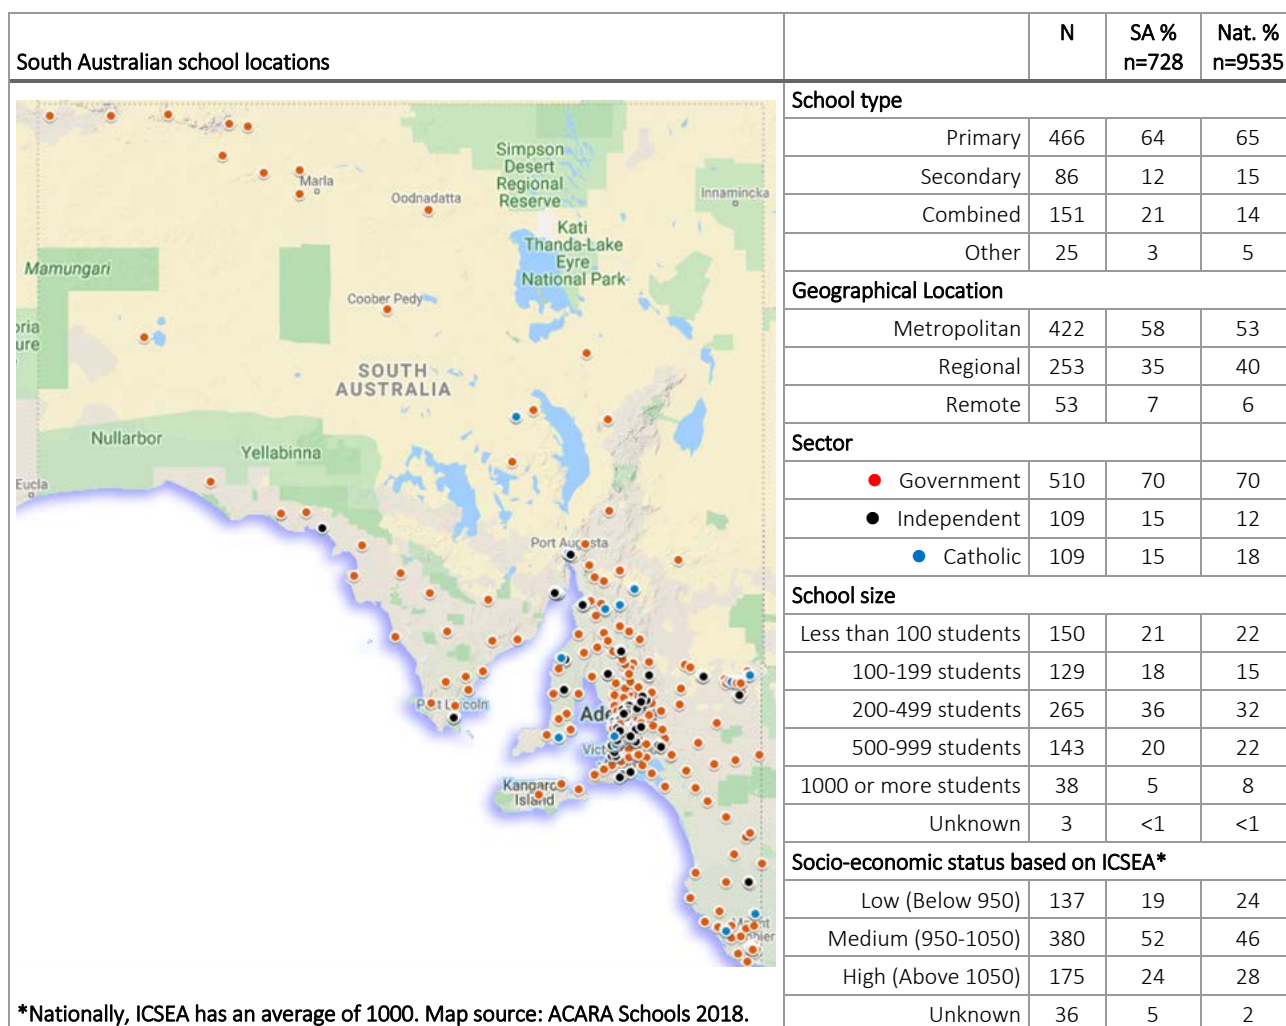 South Australian school locations
N
SA %
n=728
Nat. %
n=9535
Simpson
Desert
Regional
Reserve
Marla
Oodnadatta
Innamincka
Kati
Thanda-Lake
Eyre
National Park
Mamungari
Coober Pedy
oria
ure
SOUTH
AUSTRALIA
Nullarbor
Yellabinna
Eucla
Port Augusta
Port Lincoln
Ade
Vict
Kangaroo
Island
Mount
bier
*Nationally, ICSEA has an average of 1000. Map source: ACARA Schools 2018.
School type
Primary 466 64 65
Secondary 86 12 15
Combined 151 21 14
Other 25 3 5
Geographical Location
Metropolitan 422 58 53
Regional 253 35 40
Remote 53 7 6
Sector
Government 510 70 70
Independent 109 15 12
Catholic 109 15 18
School size
Less than 100 students 150 21 22
100-199 students 129 18 15
200-499 students 265 36 32
500-999 students 143 20 22
1000 or more students 38 5 8
Unknown 3 <1 <1
Socio-economic status based on ICSEA*
Low (Below 950) 137 19 24
Medium (950-1050) 380 52 46
High (Above 1050) 175 24 28
Unknown 36 5 2